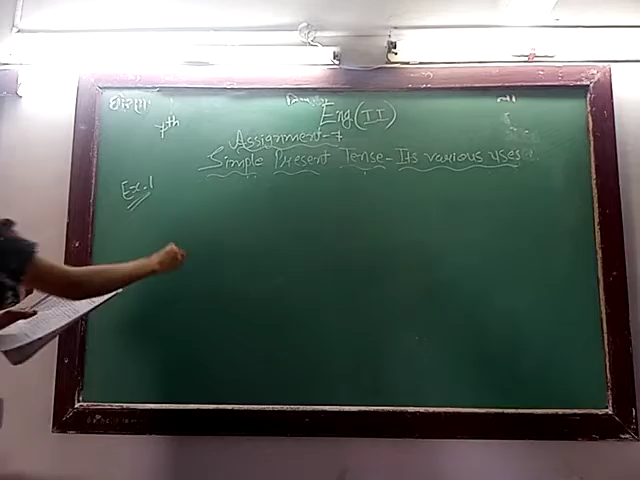 Eng(II)
Assignment-7
Simple Present Tense-Its various uses
Ex.1